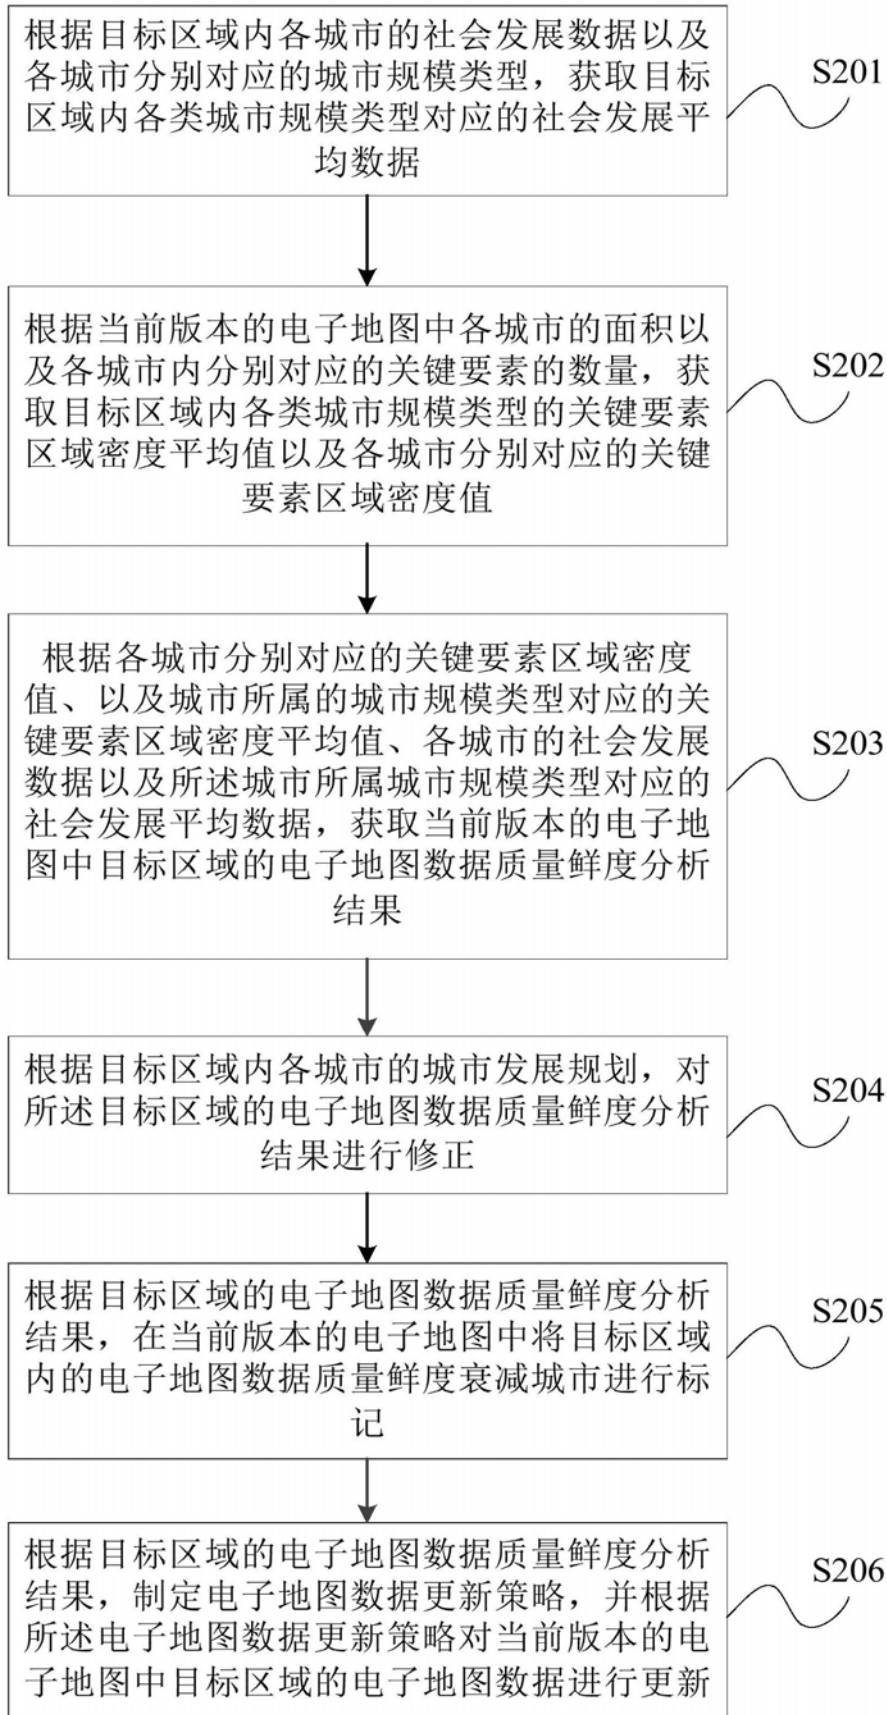 根据目标区域内各城市的社会发展数据以及
各城市分别对应的城市规模类型，获取目标
区域内各类城市规模类型对应的社会发展平
均数据
S201
根据当前版本的电子地图中各城市的面积以
及各城市内分别对应的关键要素的数量，获
取目标区域内各类城市规模类型的关键要素
区域密度平均值以及各城市分别对应的关键
要素区域密度值
S202
根据各城市分别对应的关键要素区域密度
值、以及城市所属的城市规模类型对应的关
键要素区域密度平均值、各城市的社会发展
数据以及所述城市所属城市规模类型对应的
社会发展平均数据，获取当前版本的电子地
图中目标区域的电子地图数据质量鲜度分析
结果
S203
根据目标区域内各城市的城市发展规划，对
所述目标区域的电子地图数据质量鲜度分析
结果进行修正
S204
根据目标区域的电子地图数据质量鲜度分析
结果，在当前版本的电子地图中将目标区域
内的电子地图数据质量鲜度衰减城市进行标
记
S205
根据目标区域的电子地图数据质量鲜度分析
结果，制定电子地图数据更新策略，并根据
所述电子地图数据更新策略对当前版本的电
子地图中目标区域的电子地图数据进行更新
S206